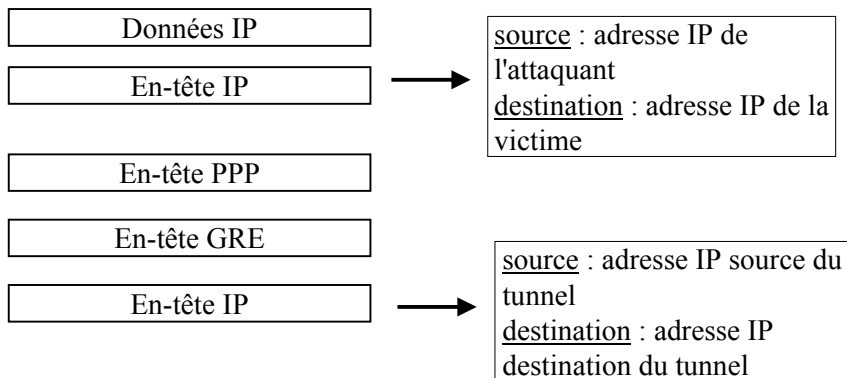 Données IP
En-tête IP
source : adresse IP de
l'attaquant
destination : adresse IP de la
victime
En-tête PPP
En-tête GRE
En-tête IP
source : adresse IP source du
tunnel
destination : adresse IP
destination du tunnel